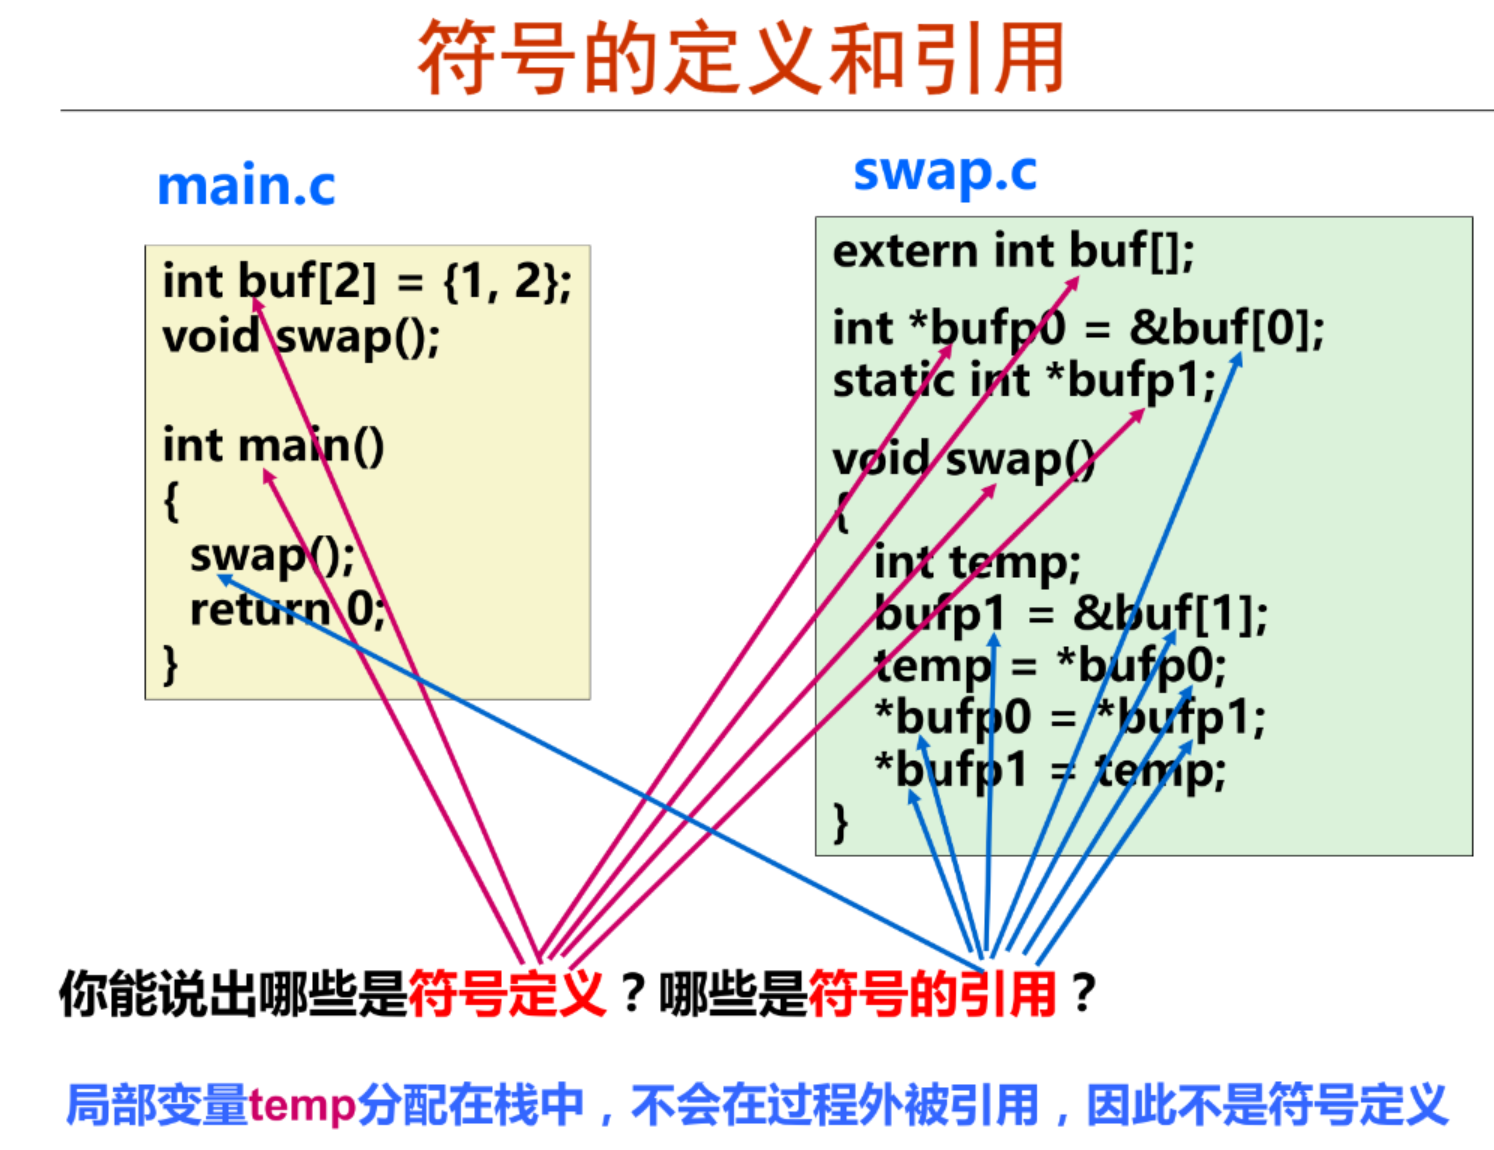 符号的定义和引用
main.c
int buf[2] = {1, 2};
void swap();
int main()
{
swap();
return 0;
}
swap.c
extern int buf[];
int *bufp0 = &buf[0];
static int *bufp1;
void swap()
{
int temp;
bufp1 = &buf[1];
temp = *bufp0;
*bufp0 = *bufp1;
*bufp1 = temp;
}
你能说出哪些是符号定义？哪些是符号的引用？
局部变量temp分配在栈中，不会在过程外被引用，因此不是符号定义